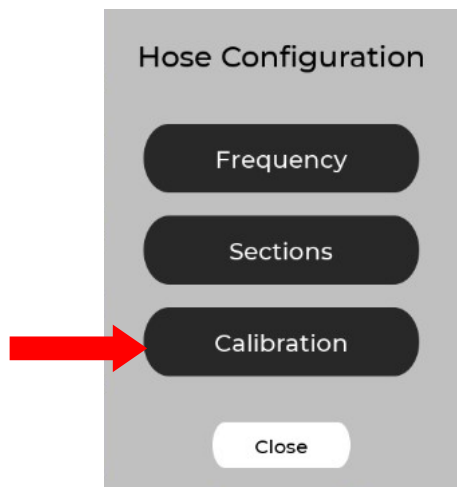 Hose Configuration
Frequency
Sections
Calibration
Close